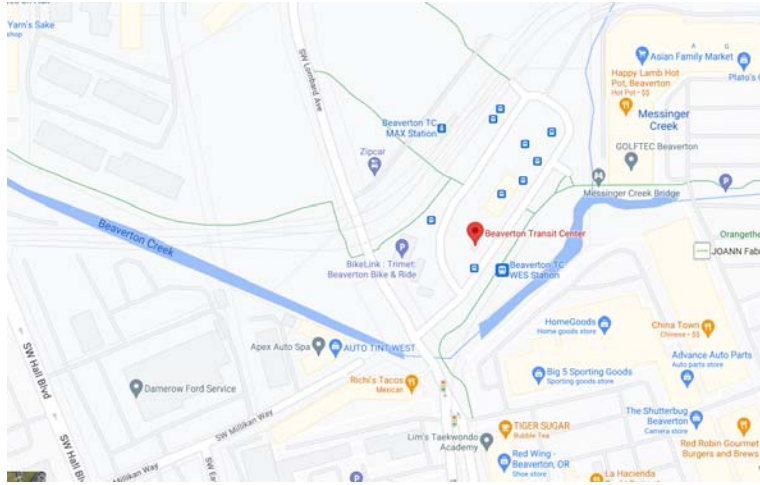 Yam's Sake
shop
SW Lombard Ave
Asian Family Market
Plato's
Happy Lamb Hot
Pot, Beaverton
Hot Pot · $$
Messinger
Creek
GOLFTEC Beaverton
Beaverton TC
MAX Station
Zipcar
Messinger Creek Bridge
P
Beaverton Creek
Beaverton Transit Center
Orangethe
JOANN Fab
P
BikeLink : Trimet:
Beaverton Bike & Ride
Beaverton TC
WES Station
HomeGoods
Home goods store
China Town
Chinese · $$
Apex Auto Spa
AUTO TINT WEST
Advance Auto Parts
Auto parts store
SW Hall Blvd
Damerow Ford Service
Richi's Tacos
Mexican
Big 5 Sporting Goods
Sporting goods store
The Shutterbug
Beaverton
Camera store
SW Millikan Way
TIGER SUGAR
Bubble Tea
Lim's Taekwondo
Academy
Red Robin Gourmet
Burgers and Brews
SW Hall Blvd
Millikan Way
Red Wing -
Beaverton, OR
Shoe store
La Hacienda